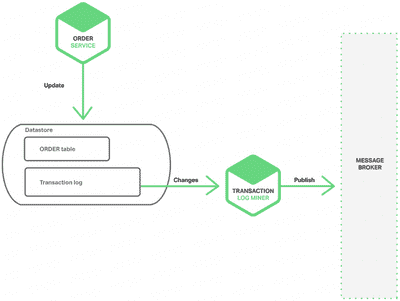 ORDER
SERVICE
Update
Datastore
ORDER table
Transaction log
Changes
TRANSACTION
LOG MINER
Publish
MESSAGE
BROKER